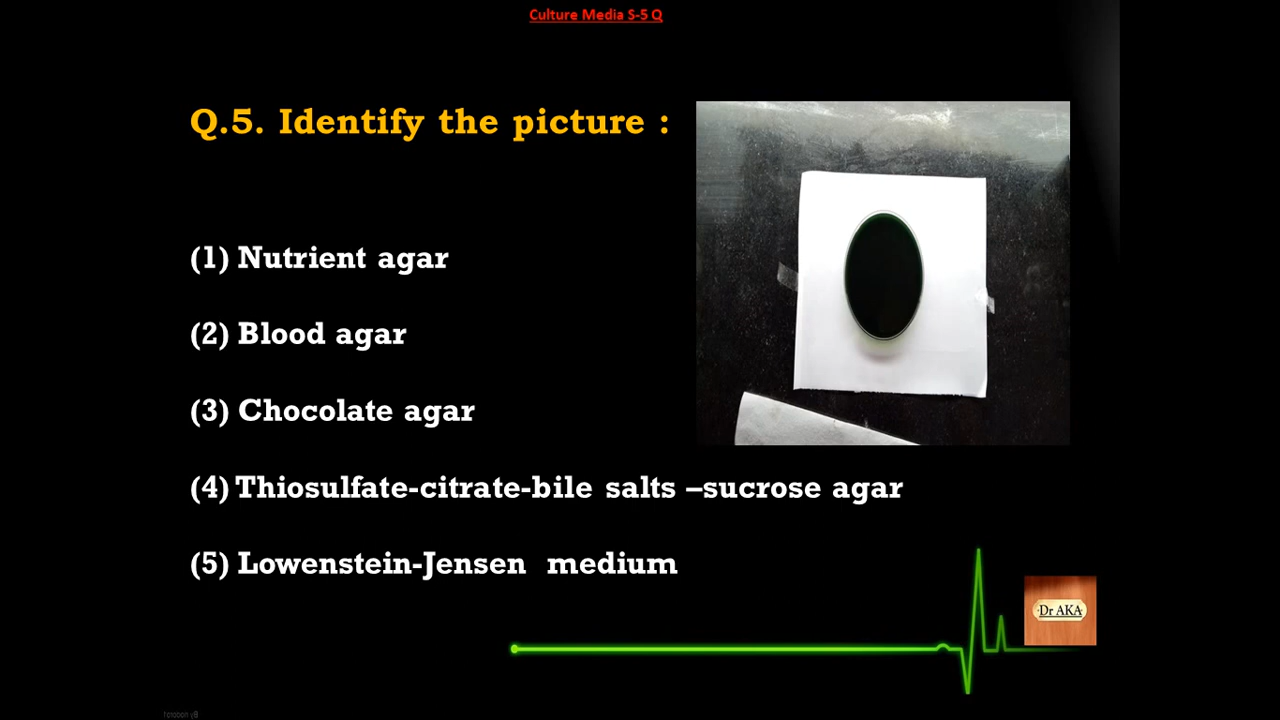 Culture Media S-5 Q
Q.5. Identify the picture :
(1) Nutrient agar
(2) Blood agar
(3) Chocolate agar
(4) Thiosulfate-citrate-bile salts –sucrose agar
(5) Lowenstein-Jensen medium
Dr AKA